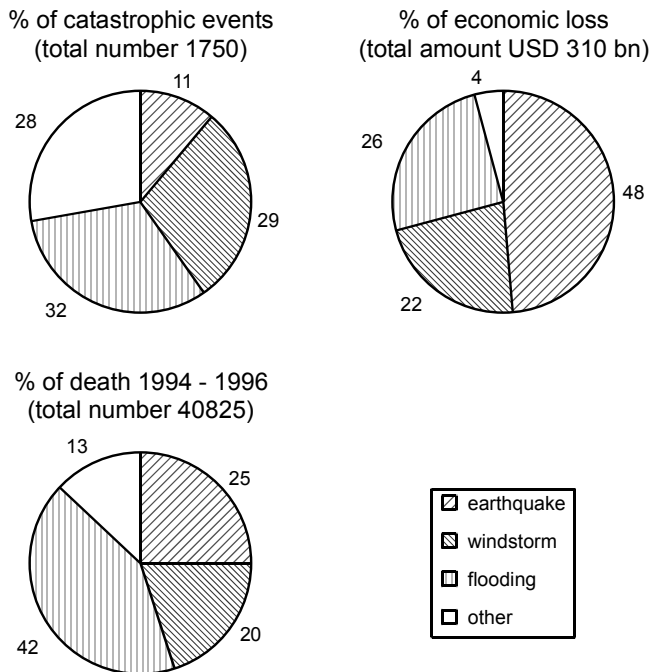 % of catastrophic events
(total number 1750)
11
29
32
28
% of economic loss
(total amount USD 310 bn)
4
48
22
26
% of death 1994 - 1996
(total number 40825)
13
25
20
42
earthquake
windstorm
flooding
other